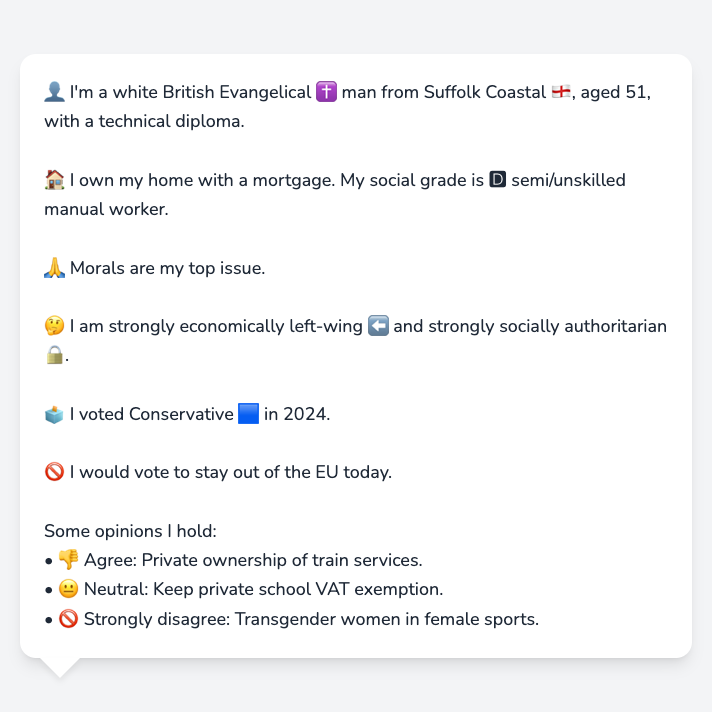 👤 I'm a white British Evangelical ✝️ man from Suffolk Coastal 🏴󠁧󠁢󠁥󠁮󠁧󠁿, aged 51,
with a technical diploma.
🏠 I own my home with a mortgage. My social grade is 🅳 semi/unskilled
manual worker.
🙏 Morals are my top issue.
🤔 I am strongly economically left-wing ⬅️ and strongly socially authoritarian
🔒.
🗳️ I voted Conservative 🟦 in 2024.
🚫 I would vote to stay out of the EU today.
Some opinions I hold:
• 👎 Agree: Private ownership of train services.
• 😐 Neutral: Keep private school VAT exemption.
• 🚫 Strongly disagree: Transgender women in female sports.